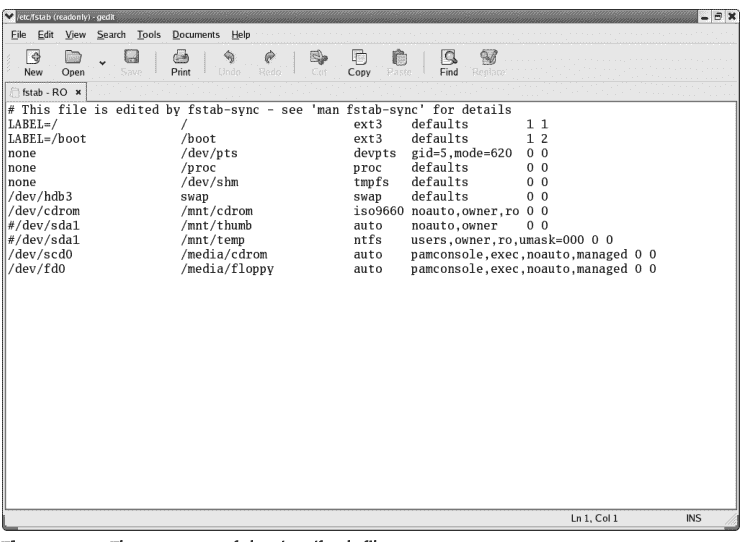 /etc/fstab (readonly) - gedit
File Edit View Search Tools Documents Help
New Open Save Print Undo Redo Cut Copy Paste Find Replace
fstab - RO ×
# This file is edited by fstab-sync - see 'man fstab-sync' for details
LABEL=/ / ext3 defaults 1 1
LABEL=/boot /boot ext3 defaults 1 2
none /dev/pts devpts gid=5,mode=620 0 0
none /proc proc defaults 0 0
none /dev/shm tmpfs defaults 0 0
/dev/hdb3 swap swap defaults 0 0
/dev/cdrom /mnt/cdrom iso9660 noauto,owner,ro 0 0
#/dev/sda1 /mnt/thumb auto noauto,owner 0 0
#/dev/sda1 /mnt/temp ntfs users,owner,ro,umask=000 0 0
/dev/scd0 /media/cdrom auto pamconsole,exec,noauto,managed 0 0
/dev/fd0 /media/floppy auto pamconsole,exec,noauto,managed 0 0
Ln 1, Col 1 INS